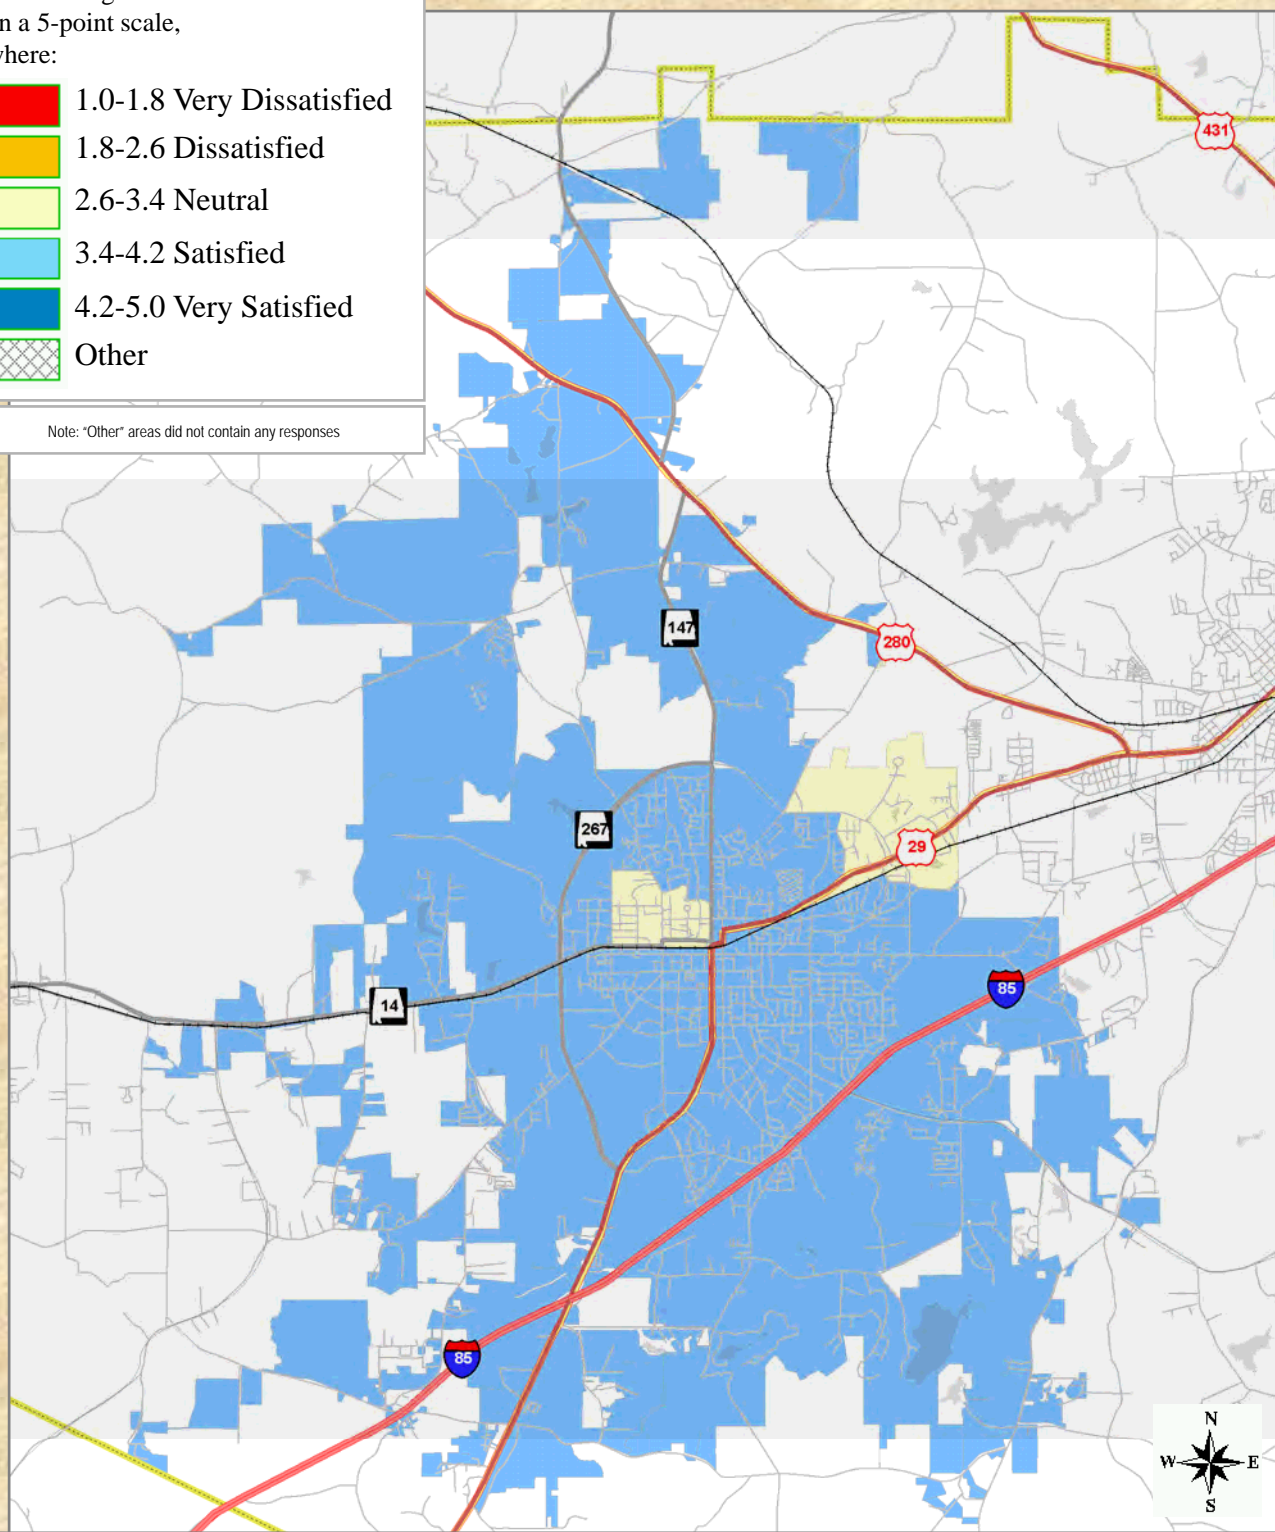 n a 5-point scale,
where:
1.0-1.8 Very Dissatisfied
1.8-2.6 Dissatisfied
2.6-3.4 Neutral
3.4-4.2 Satisfied
4.2-5.0 Very Satisfied
Other
Note: "Other" areas did not contain any responses
431
147
280
267
29
14
85
85
N
W E
S